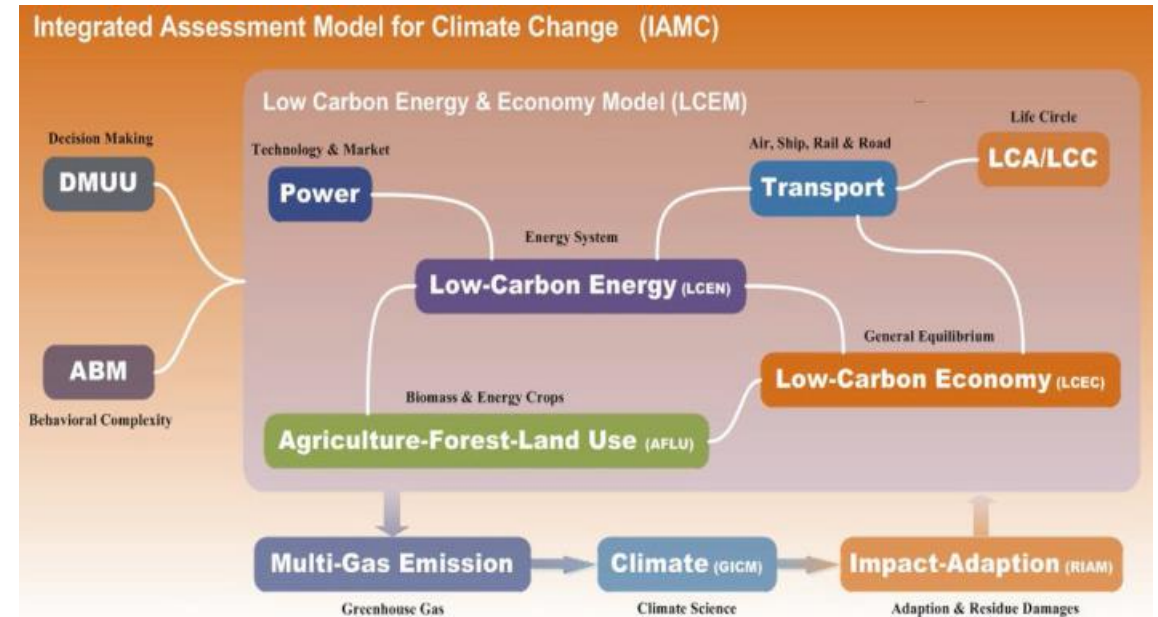 Integrated Assessment Model for Climate Change (IAMC)
Low Carbon Energy & Economy Model (LCEM)
Life Circle
Decision Making
Technology & Market
Air, Ship, Rail & Road
LCA/LCC
DMUU
Power
Transport
Energy System
Low-Carbon Energy (LCEN)
General Equilibrium
ABM
Low-Carbon Economy (LCEC)
Biomass & Energy Crops
Behavioral Complexity
Agriculture-Forest-Land Use (AFLU)
Multi-Gas Emission
Climate (GICM)
Impact-Adaption (RIAM)
Greenhouse Gas
Climate Science
Adaption & Residue Damages